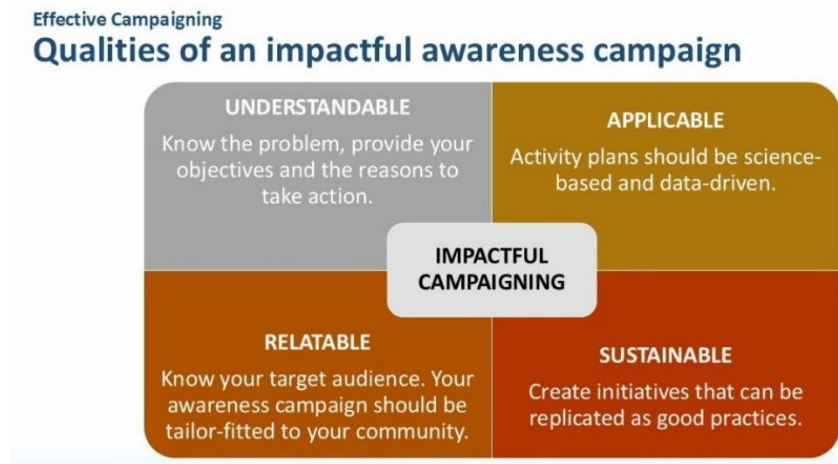 Effective Campaigning
Qualities of an impactful awareness campaign
UNDERSTANDABLE
Know the problem, provide your
objectives and the reasons to
take action.
APPLICABLE
Activity plans should be science-
based and data-driven.
IMPACTFUL
CAMPAIGNING
RELATABLE
Know your target audience. Your
awareness campaign should be
tailor-fitted to your community.
SUSTAINABLE
Create initiatives that can be
replicated as good practices.